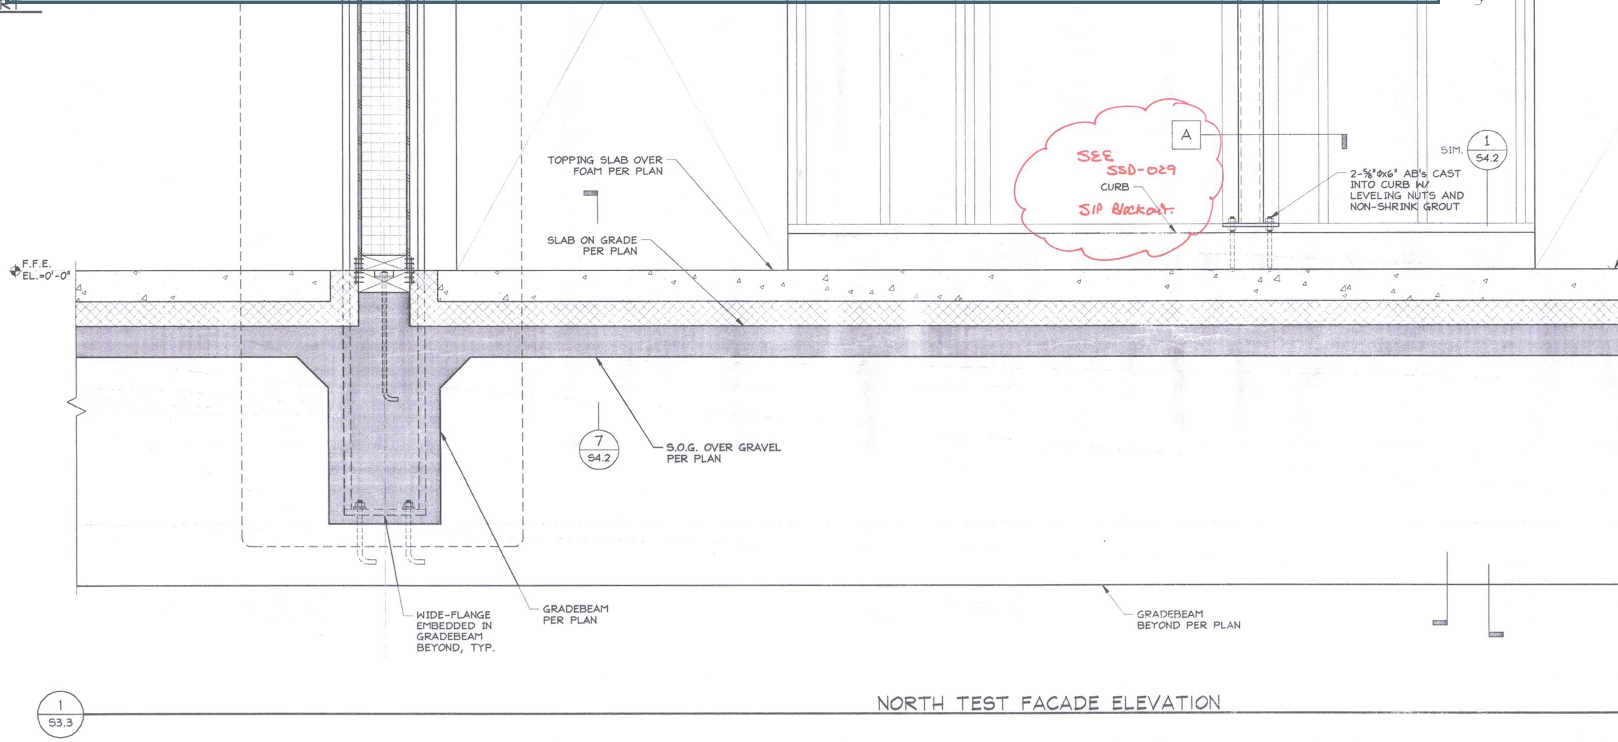 TOPPING SLAB OVER
FOAM PER PLAN
SLAB ON GRADE
PER PLAN
F.F.E.
EL.=0'-0"
SEE
SSD-029
CURB
SIP Blockout.
A
SIM.
1
S4.2
2-⅝"Øx6" AB's CAST
INTO CURB W/
LEVELING NUTS AND
NON-SHRINK GROUT
7
S4.2
S.O.G. OVER GRAVEL
PER PLAN
WIDE-FLANGE
EMBEDDED IN
GRADEBEAM
BEYOND, TYP.
GRADEBEAM
PER PLAN
GRADEBEAM
BEYOND PER PLAN
1
S3.3
NORTH TEST FACADE ELEVATION